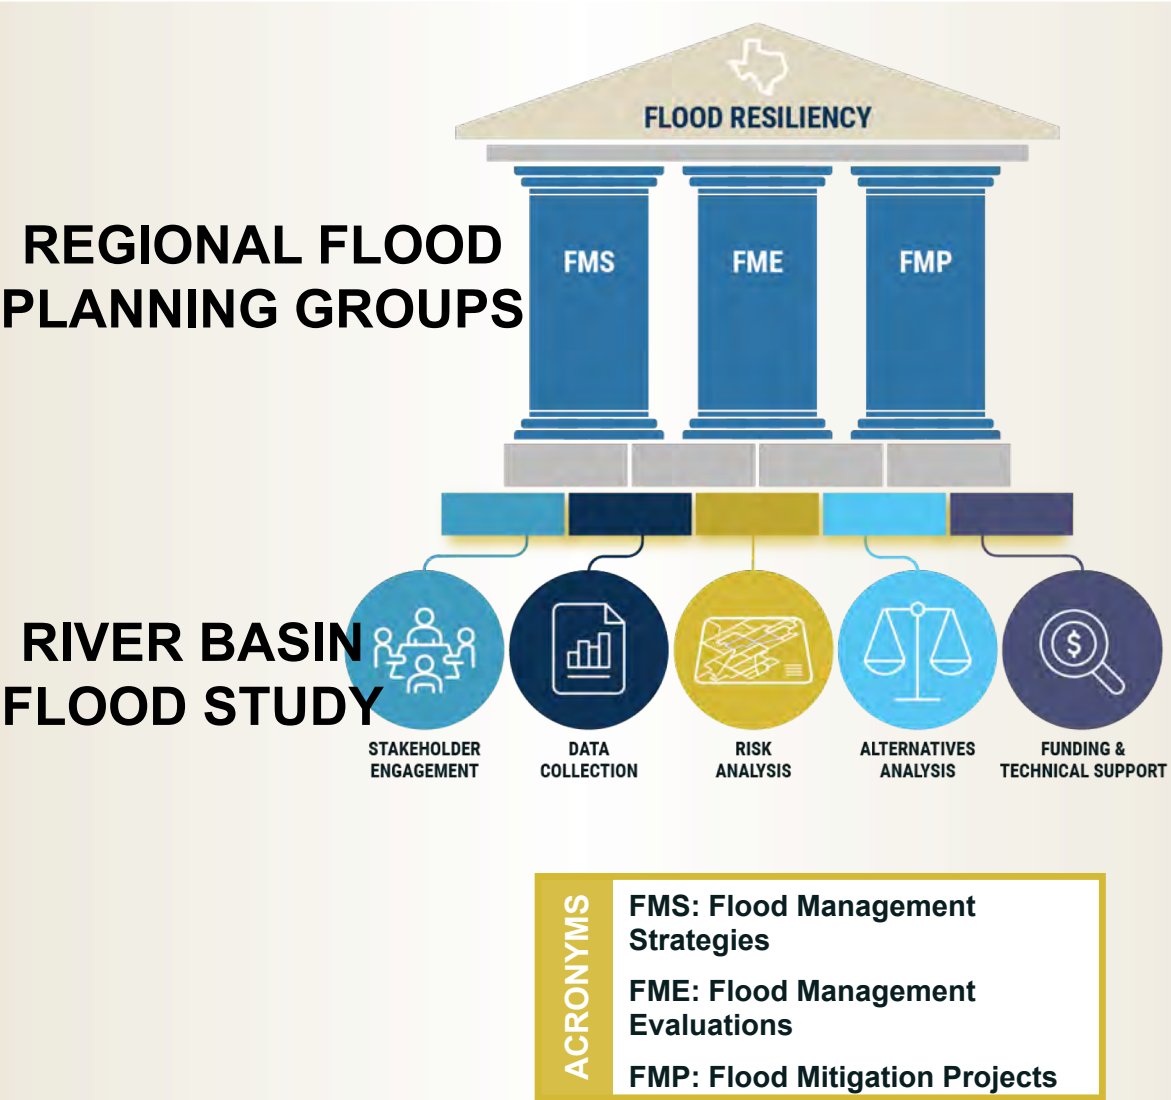 FLOOD RESILIENCY
REGIONAL FLOOD
PLANNING GROUPS
FMS
FME
FMP
RIVER BASIN
FLOOD STUDY
$
STAKEHOLDER
ENGAGEMENT
DATA
COLLECTION
RISK
ANALYSIS
ALTERNATIVES
ANALYSIS
FUNDING &
TECHNICAL SUPPORT
ACRONYMS
FMS: Flood Management
Strategies
FME: Flood Management
Evaluations
FMP: Flood Mitigation Projects